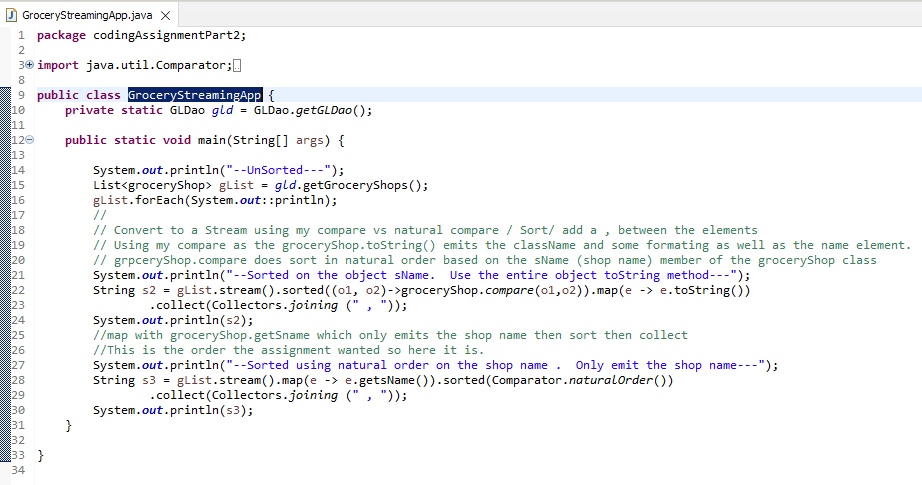 GroceryStreamingApp.java
1 package codingAssignmentPart2;
2
3 import java.util.Comparator;
8
9 public class GroceryStreamingApp {
10 private static GLDao gld = GLDao.getGLDao();
11
12 public static void main(String[] args) {
13
14 System.out.println("--UnSorted---");
15 List<groceryShop> gList = gld.getGroceryShops();
16 gList.forEach(System.out::println);
17 //
18 // Convert to a Stream using my compare vs natural compare / Sort/ add a , between the elements
19 // Using my compare as the groceryShop.toString() emits the className and some formating as well as the name element.
20 // grpceryShop.compare does sort in natural order based on the sName (shop name) member of the groceryShop class
21 System.out.println("--Sorted on the object sName.  Use the entire object toString method---");
22 String s2 = gList.stream().sorted((o1, o2)->groceryShop.compare(o1,o2)).map(e -> e.toString())
23 .collect(Collectors.joining (" , "));
24 System.out.println(s2);
25 //map with groceryShop.getSname which only emits the shop name then sort then collect
26 //This is the order the assignment wanted so here it is.
27 System.out.println("--Sorted using natural order on the shop name .  Only emit the shop name---");
28 String s3 = gList.stream().map(e -> e.getsName()).sorted(Comparator.naturalOrder())
29 .collect(Collectors.joining (" , "));
30 System.out.println(s3);
31 }
32
33 }
34